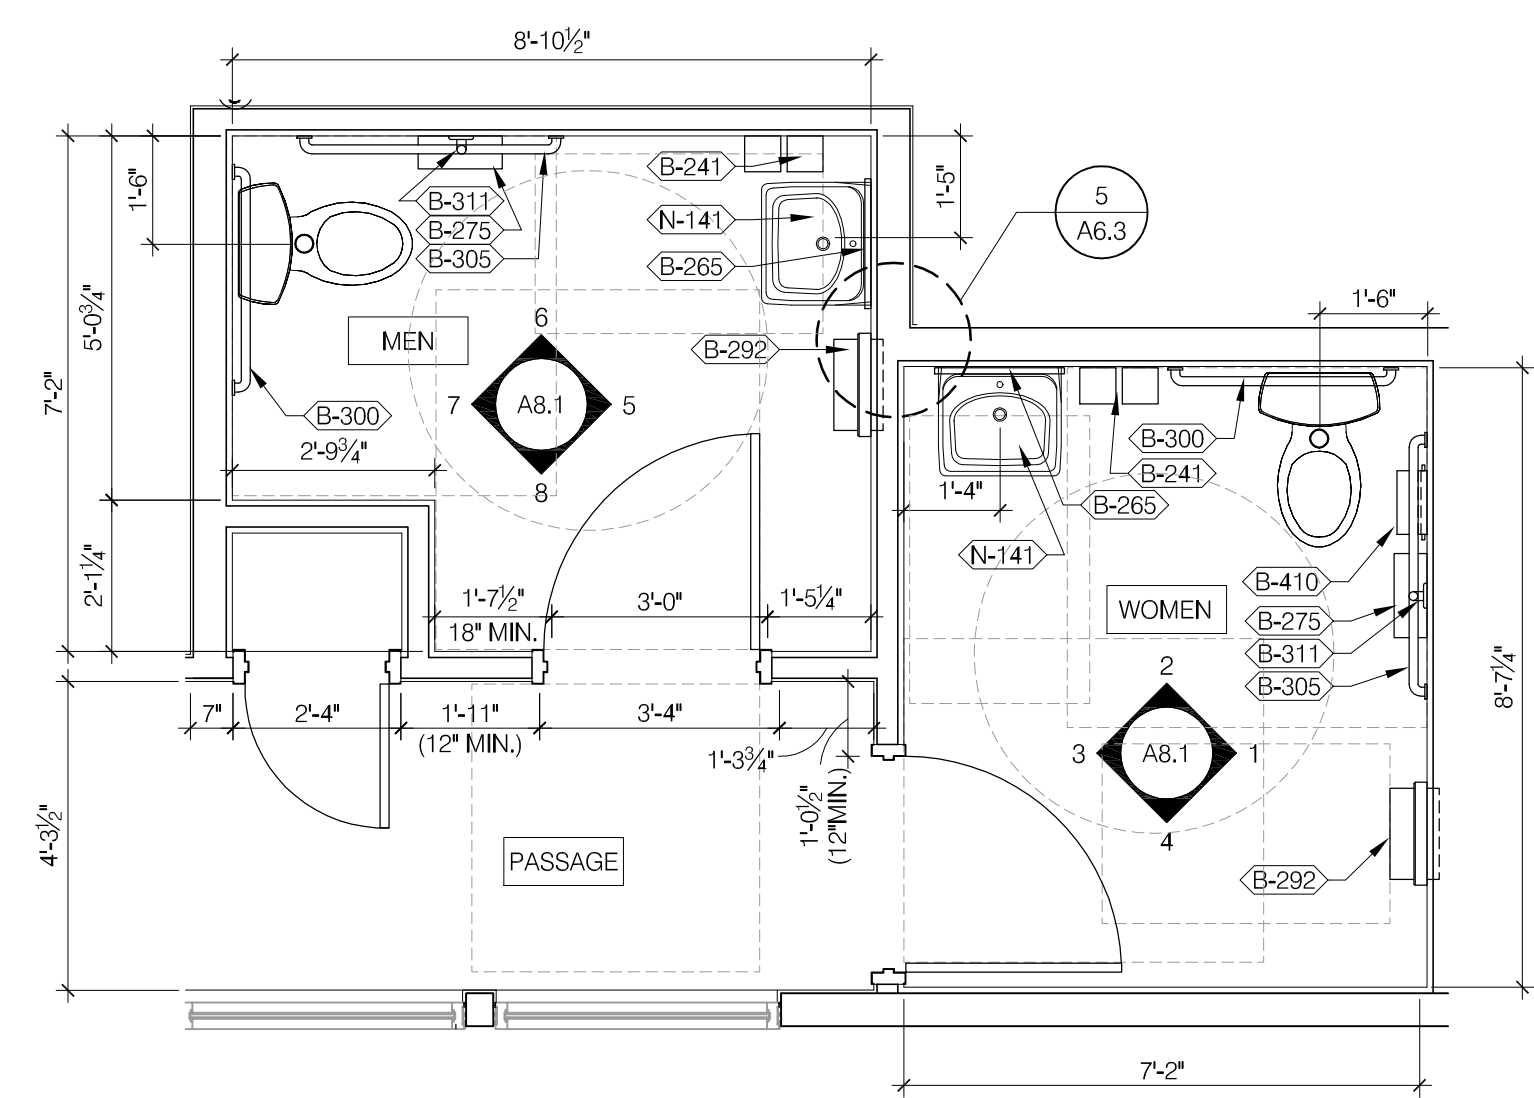 8'-10½"
1'-6"
B-241
1'-5"
5
A6.3
B-311
B-275
B-305
N-141
B-265
5'-0¾"
1'-6"
MEN
6
B-292
7'-2"
7
A8.1
5
B-300
2'-9¾"
8
B-300
B-241
1'-4"
B-265
N-141
2'-1¼"
B-410
1'-7½"
3'-0"
1'-5¼"
18" MIN.
WOMEN
B-275
B-311
B-305
8'-7¼"
2
7"
2'-4"
1'-11"
3'-4"
(12" MIN.)
1'-3¾"
3
A8.1
1
1'-0½"
(12"MIN.)
4'-3½"
4
PASSAGE
B-292
7'-2"